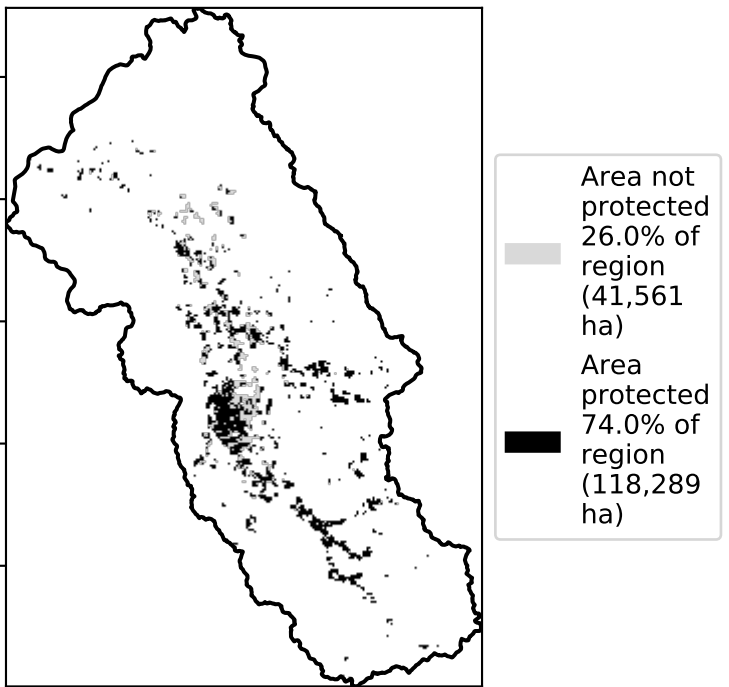 Area not
protected
26.0% of
region
(41,561
ha)
Area
protected
74.0% of
region
(118,289
ha)